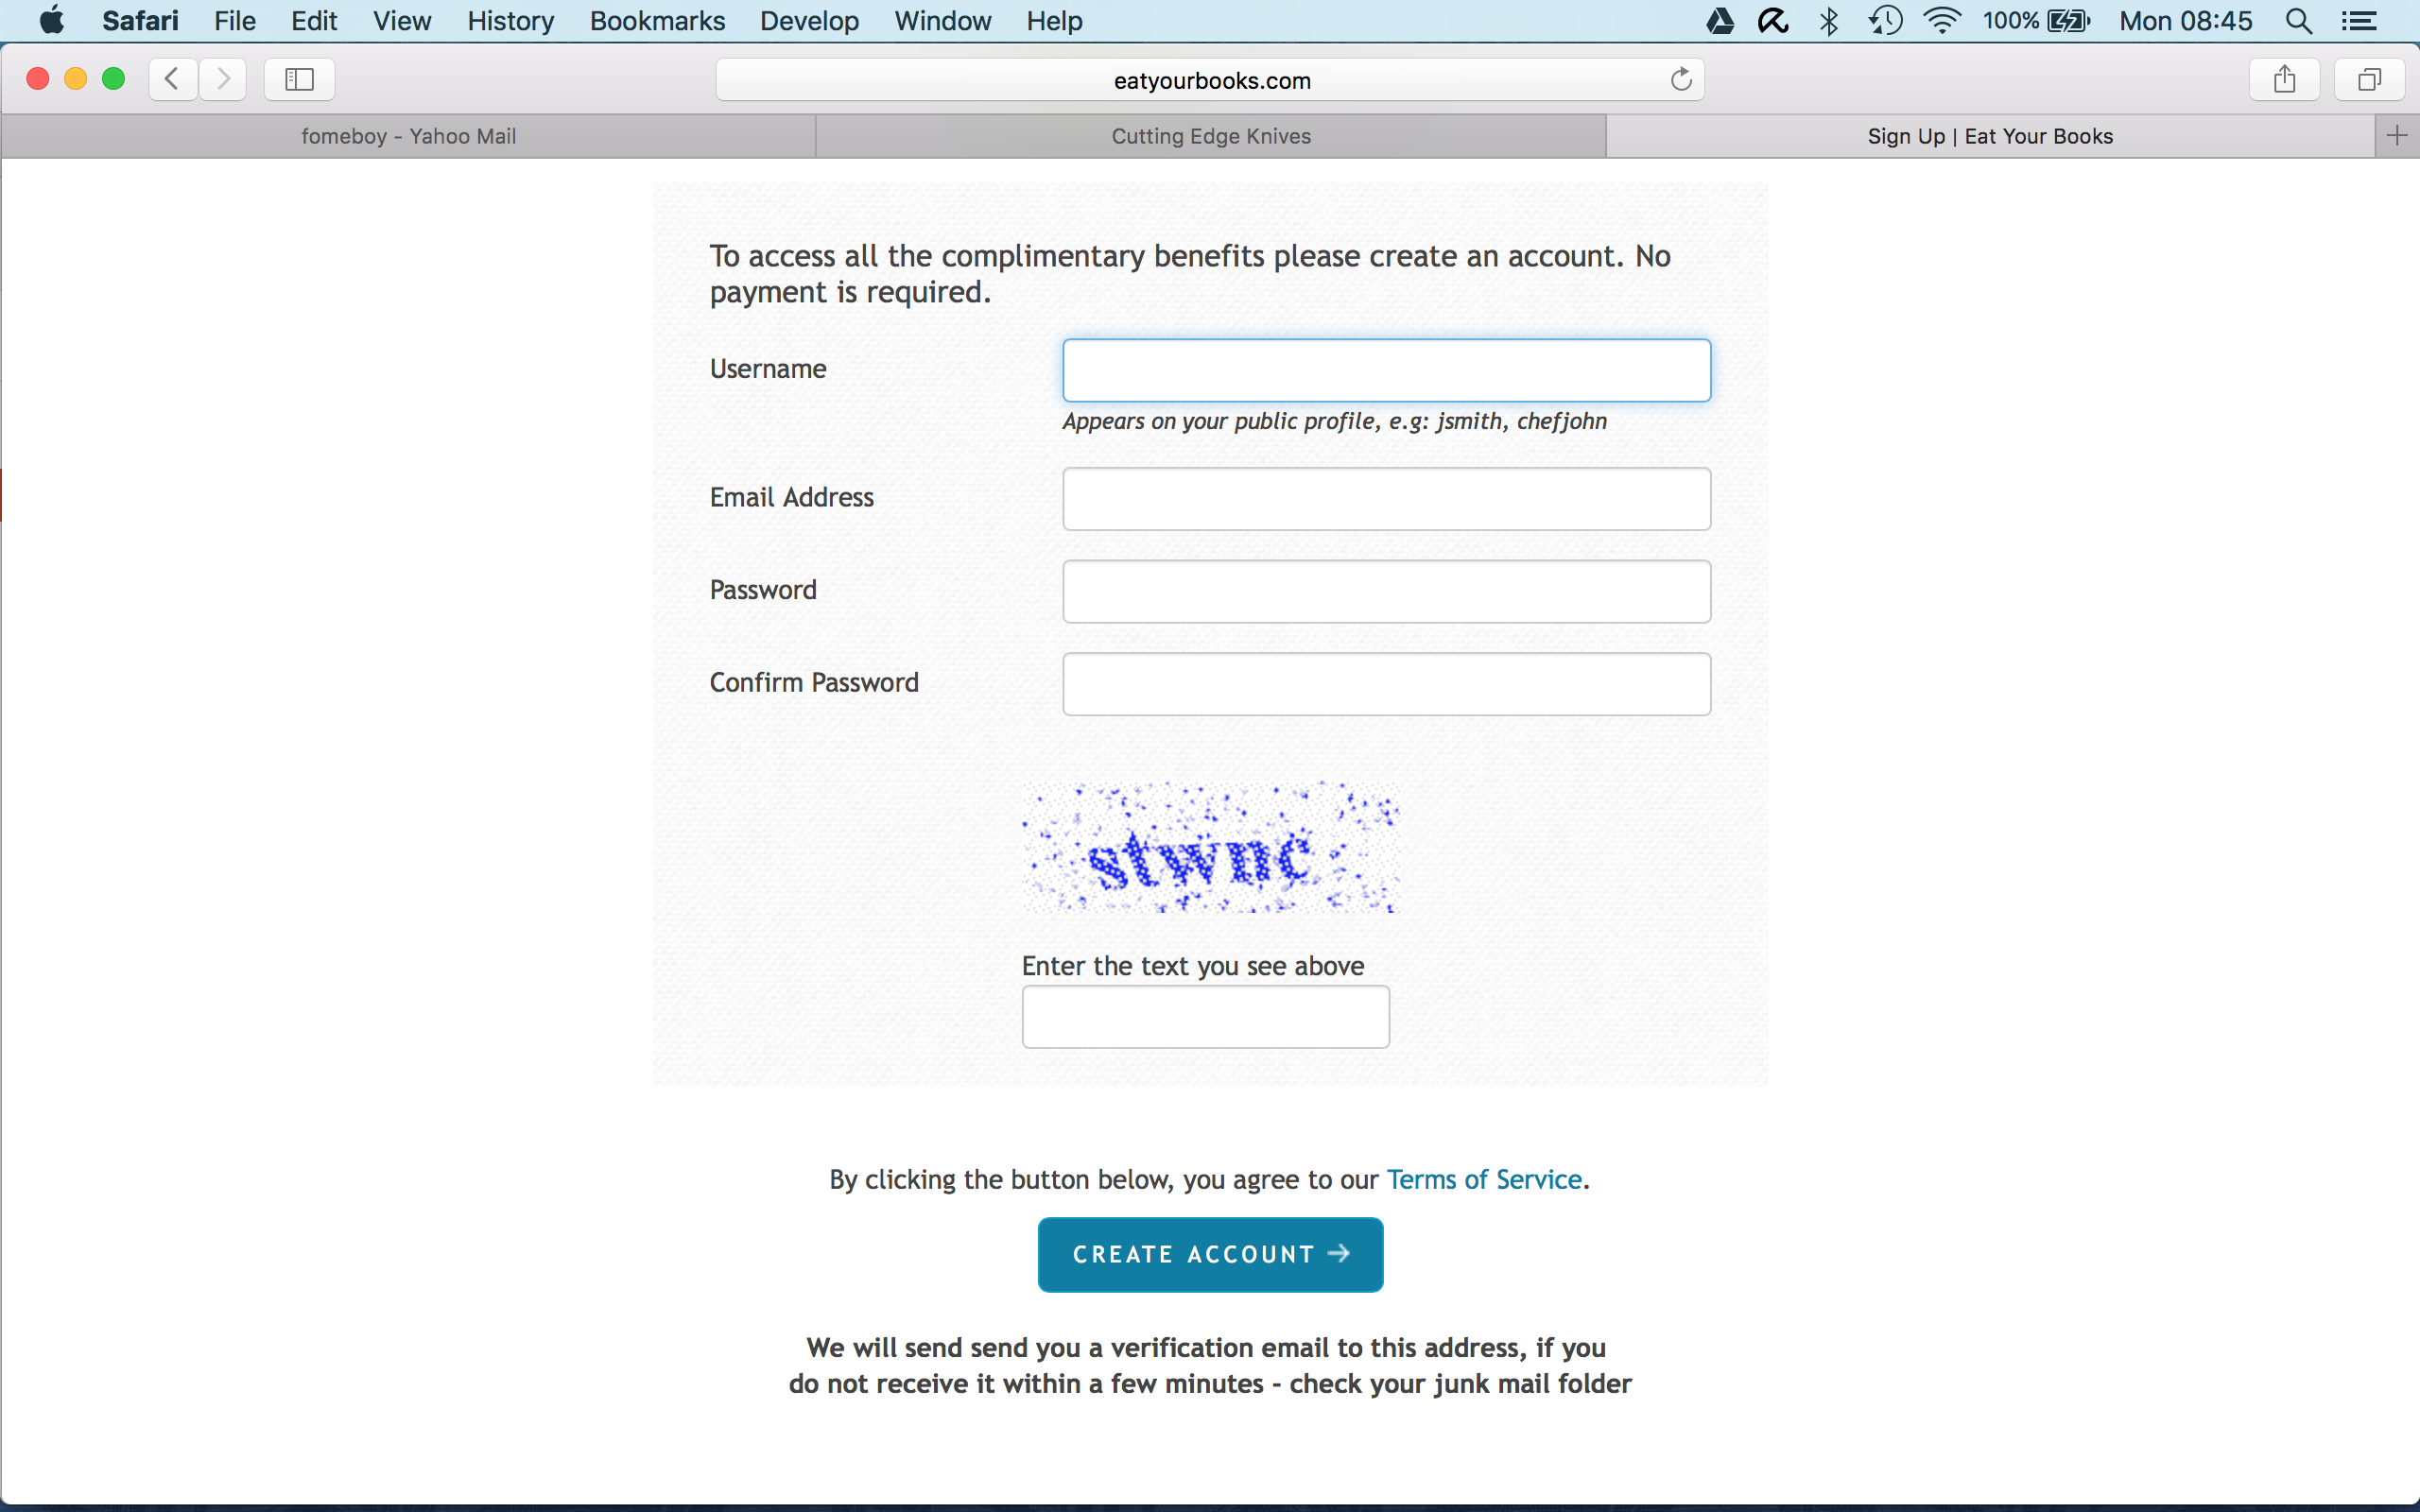 Safari File Edit View History Bookmarks Develop Window Help 100% Mon 08:45
eatyourbooks.com
fomeboy - Yahoo Mail Cutting Edge Knives Sign Up | Eat Your Books
To access all the complimentary benefits please create an account. No
payment is required.
Username
Appears on your public profile, e.g: jsmith, chefjohn
Email Address
Password
Confirm Password
stwnc
Enter the text you see above
By clicking the button below, you agree to our Terms of Service.
CREATE ACCOUNT →
We will send send you a verification email to this address, if you
do not receive it within a few minutes - check your junk mail folder